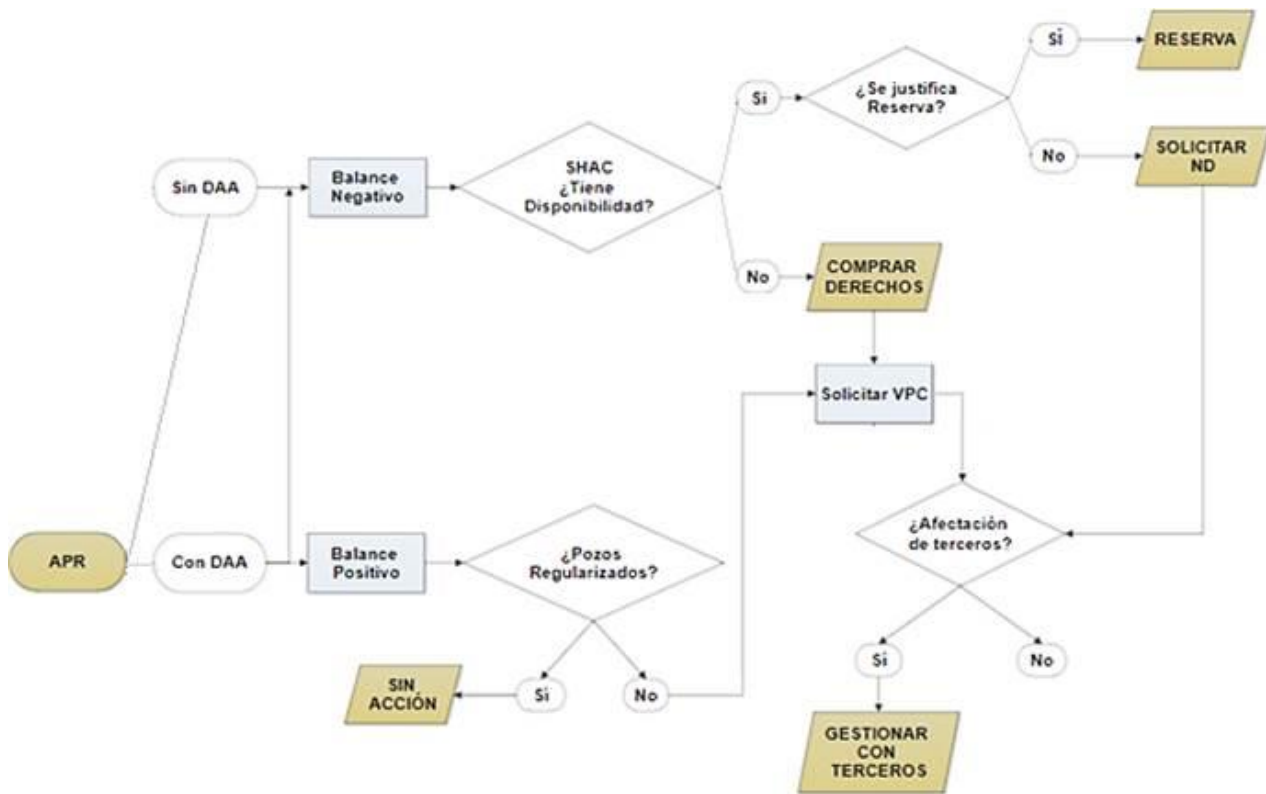 Sí
RESERVA
¿Se justifica
Reserva?
Si
No
SOLICITAR
ND
Sin DAA
Balance
Negativo
SHAC
¿Tiene
Disponibilidad?
No
COMPRAR
DERECHOS
Solicitar VPC
APR
Con DAA
Balance
Positivo
¿Pozos
Regularizados?
¿Afectación
de terceros?
SIN
ACCIÓN
Si
No
Sí
No
GESTIONAR
CON
TERCEROS